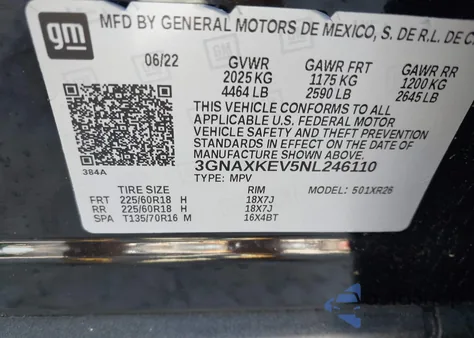 gm
MFD BY GENERAL MOTORS DE MEXICO, S. DE R.L. DE C.
06/22 GVWR GAWR FRT GAWR RR
2025 KG 1175 KG 1200 KG
4464 LB 2590 LB 2645 LB
THIS VEHICLE CONFORMS TO ALL
APPLICABLE U.S. FEDERAL MOTOR
VEHICLE SAFETY AND THEFT PREVENTION
STANDARDS IN EFFECT ON THE DATE OF
MANUFACTURE SHOWN ABOVE.
3GNAXKEV5NL246110
384A TYPE: MPV
TIRE SIZE RIM MODEL: 501XR26
FRT 225/60R18 H 18X7J
RR 225/60R18 H 18X7J
SPA T135/70R16 M 16X4BT